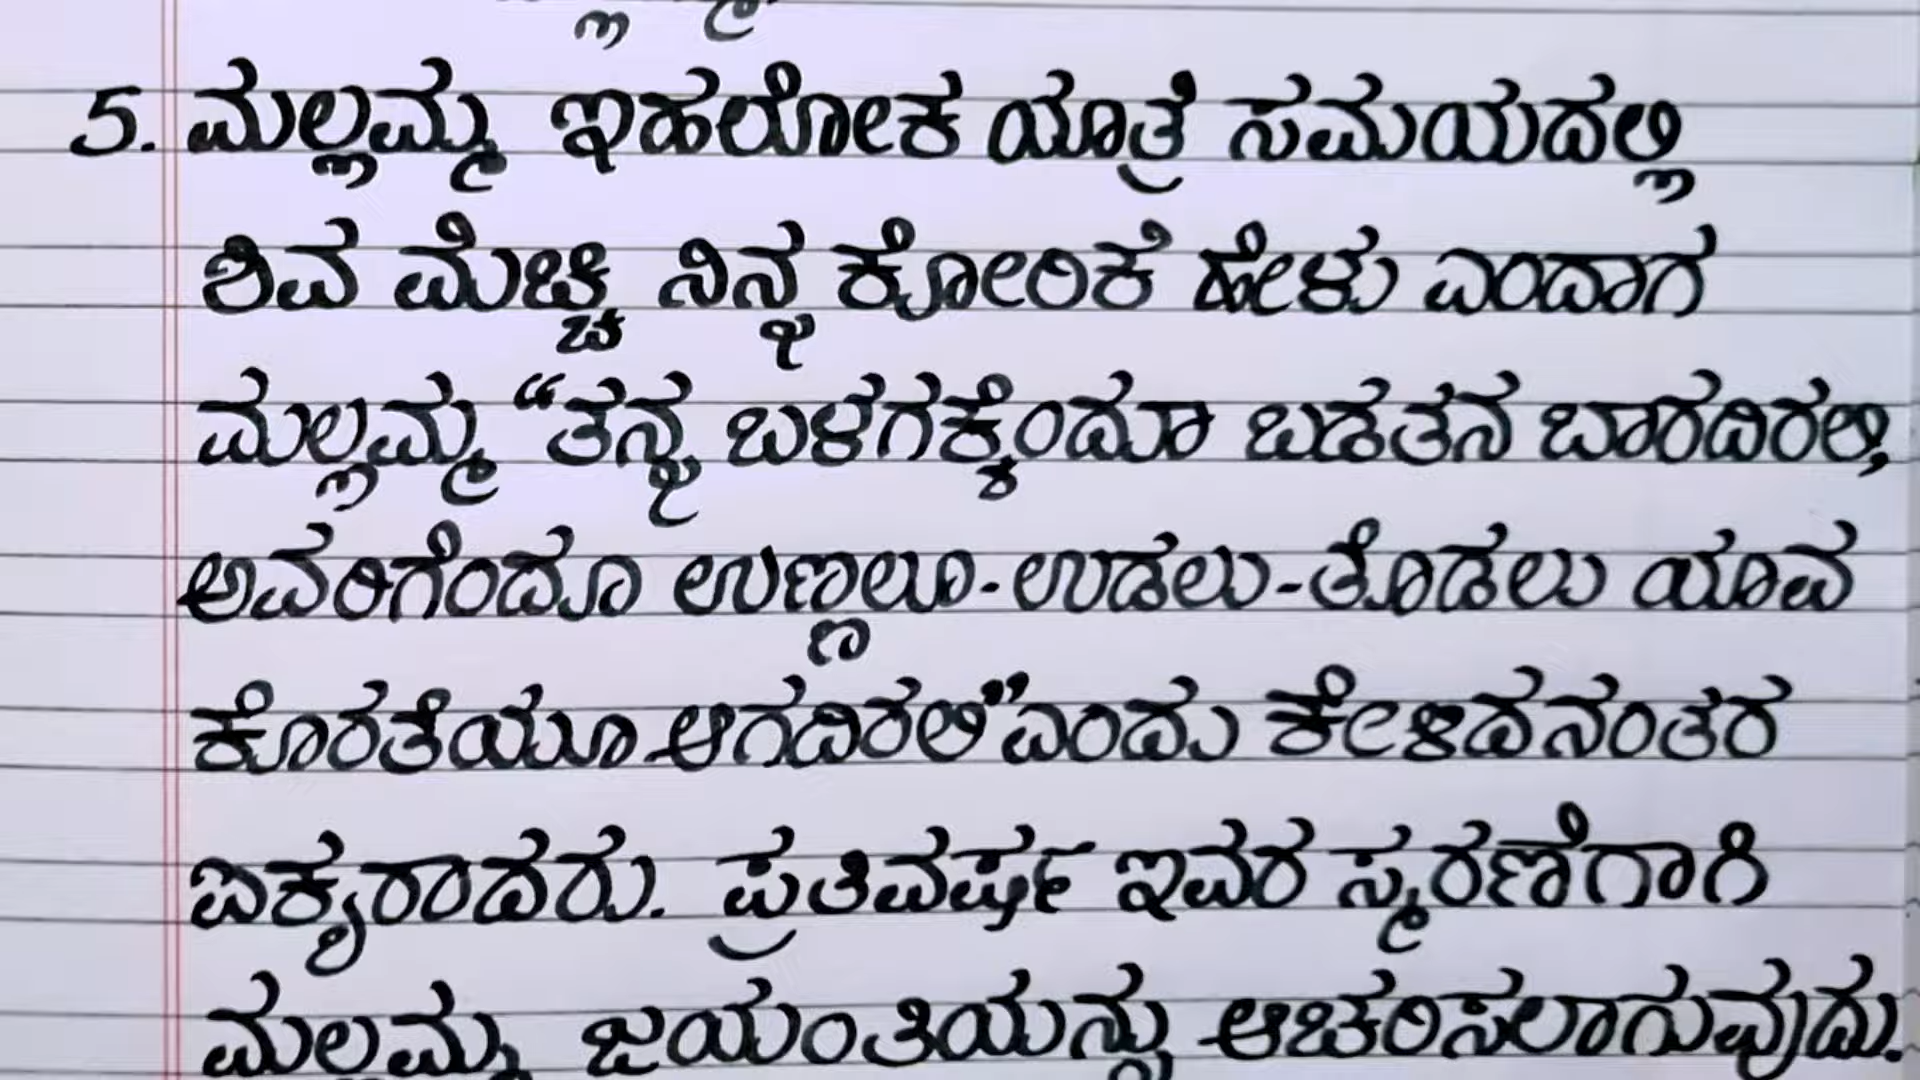 5. ಮಲ್ಲಮ್ಮ ಇಹಲೋಕ ಯಾತ್ರೆ ಸಮಯದಲ್ಲಿ
ಶಿವ ಮೆಚ್ಚಿ ನಿನ್ನ ಕೋರಿಕೆ ಹೇಳು ಎಂದಾಗ
ಮಲ್ಲಮ್ಮ “ತನ್ನ ಬಳಗಕ್ಕೆಂದೂ ಬಡತನ ಬಾರದಿರಲಿ,
ಅವರಿಗೆಂದೂ ಉಣ್ಣಲೂ-ಉಡಲು-ತೊಡಲು ಯಾವ
ಕೊರತೆಯೂ ಆಗದಿರಲಿ” ಎಂದು ಕೇಳಿದನಂತರ
ಐಕ್ಯರಾದರು. ಪ್ರತಿವರ್ಷ ಇವರ ಸ್ಮರಣೆಗಾಗಿ
ಮಲ್ಲಮ್ಮ ಜಯಂತಿಯನ್ನು ಆಚರಿಸಲಾಗುವುದು.